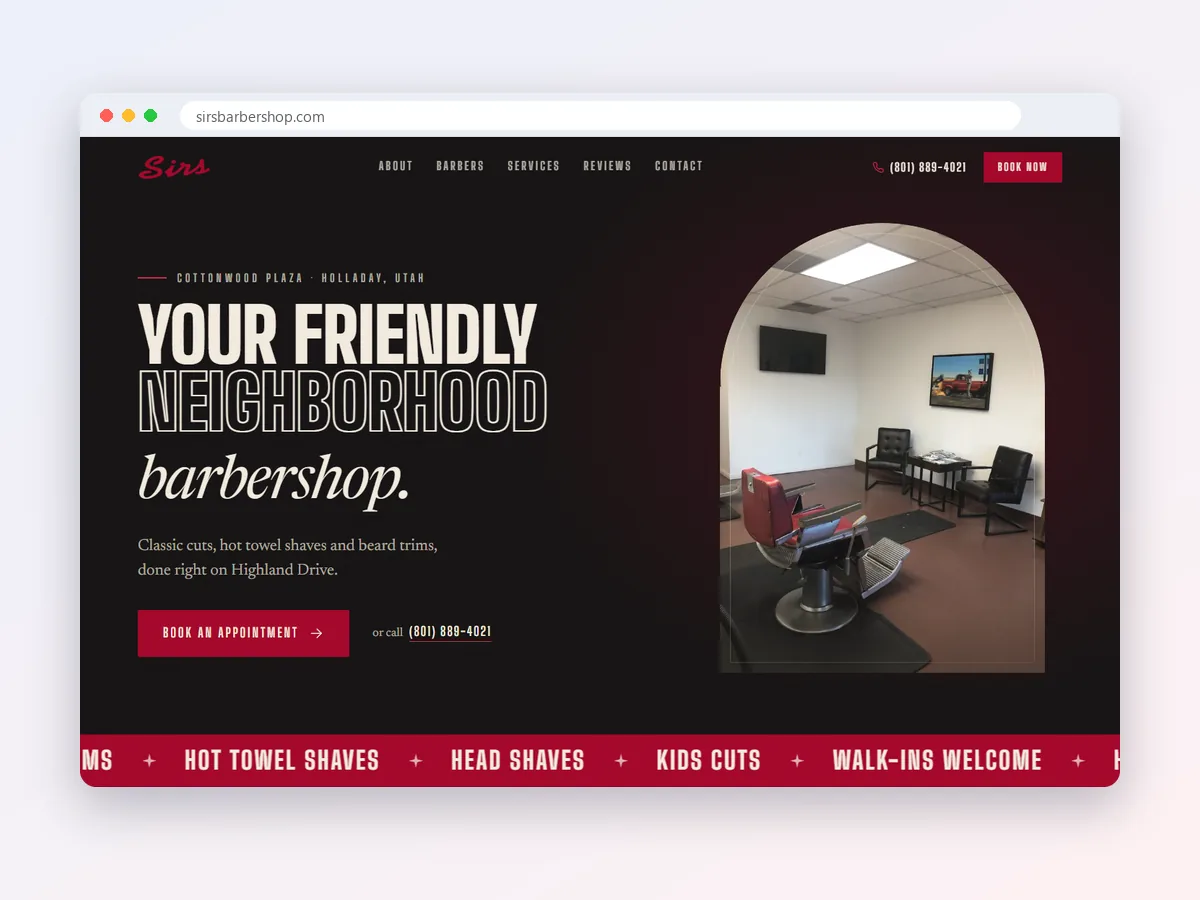 sirsbarbershop.com
Sirs
ABOUT BARBERS SERVICES REVIEWS CONTACT
(801) 889-4021
BOOK NOW
COTTONWOOD PLAZA · HOLLADAY, UTAH
YOUR FRIENDLY
NEIGHBORHOOD
barbershop.
Classic cuts, hot towel shaves and beard trims,
done right on Highland Drive.
BOOK AN APPOINTMENT →
or call (801) 889-4021
MS ✦ HOT TOWEL SHAVES ✦ HEAD SHAVES ✦ KIDS CUTS ✦ WALK-INS WELCOME ✦ H